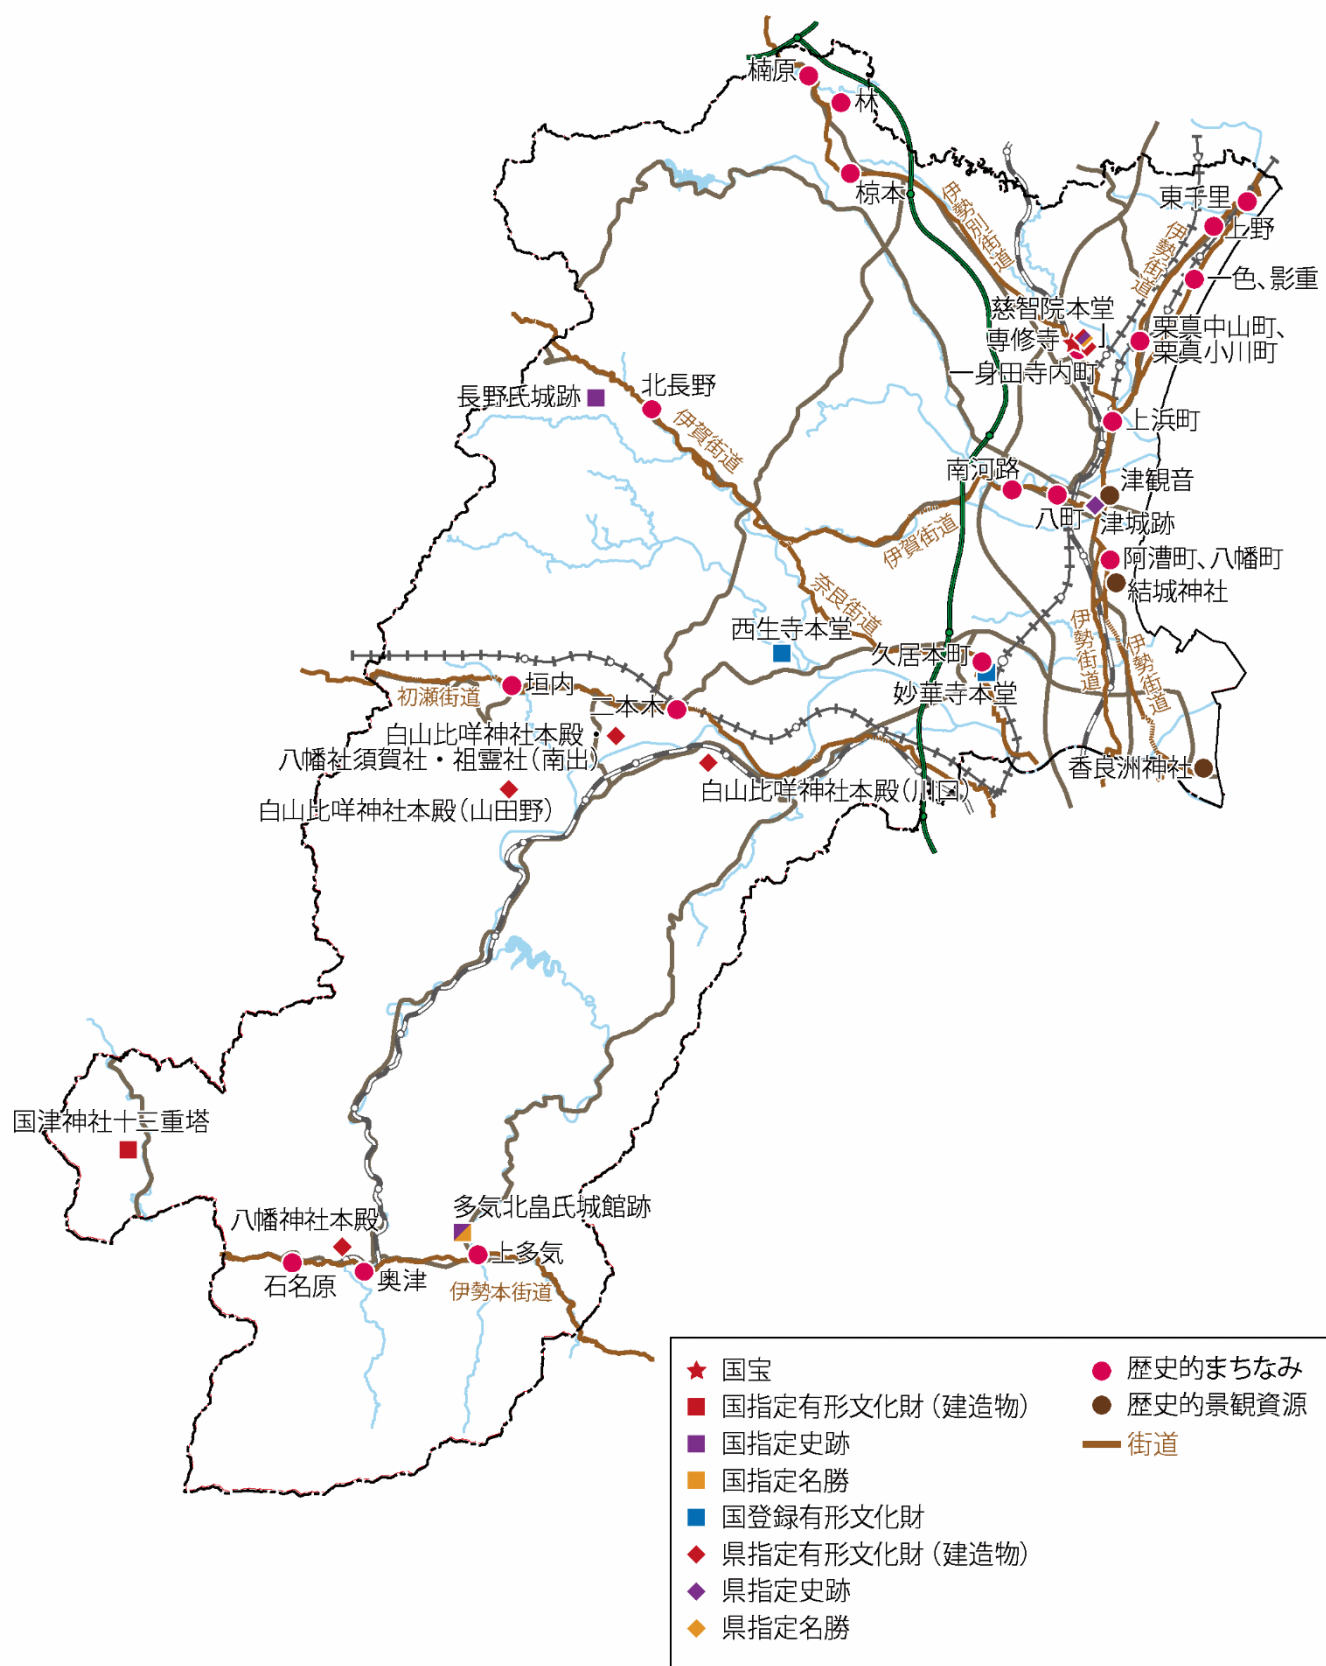 楠原
林
椋本
伊勢別街道
東千里
上野
伊勢街道
一色、影重
慈智院本堂
専修寺
一身田寺内町
栗真中山町、
栗真小川町
長野氏城跡
北長野
伊賀街道
上浜町
南河路
津観音
八町
津城跡
伊賀街道
阿漕町、八幡町
結城神社
奈良街道
西生寺本堂
久居本町
伊勢街道
伊勢街道
妙華寺本堂
初瀬街道
垣内
二本木
白山比咩神社本殿・
八幡社須賀社・祖霊社（南出）
香良洲神社
白山比咩神社本殿（川口）
白山比咩神社本殿（山田野）
国津神社十三重塔
多気北畠氏城館跡
八幡神社本殿
上多気
石名原
奥津
伊勢本街道
国宝
国指定有形文化財（建造物）
国指定史跡
国指定名勝
国登録有形文化財
県指定有形文化財（建造物）
県指定史跡
県指定名勝
歴史的まちなみ
歴史的景観資源
街道